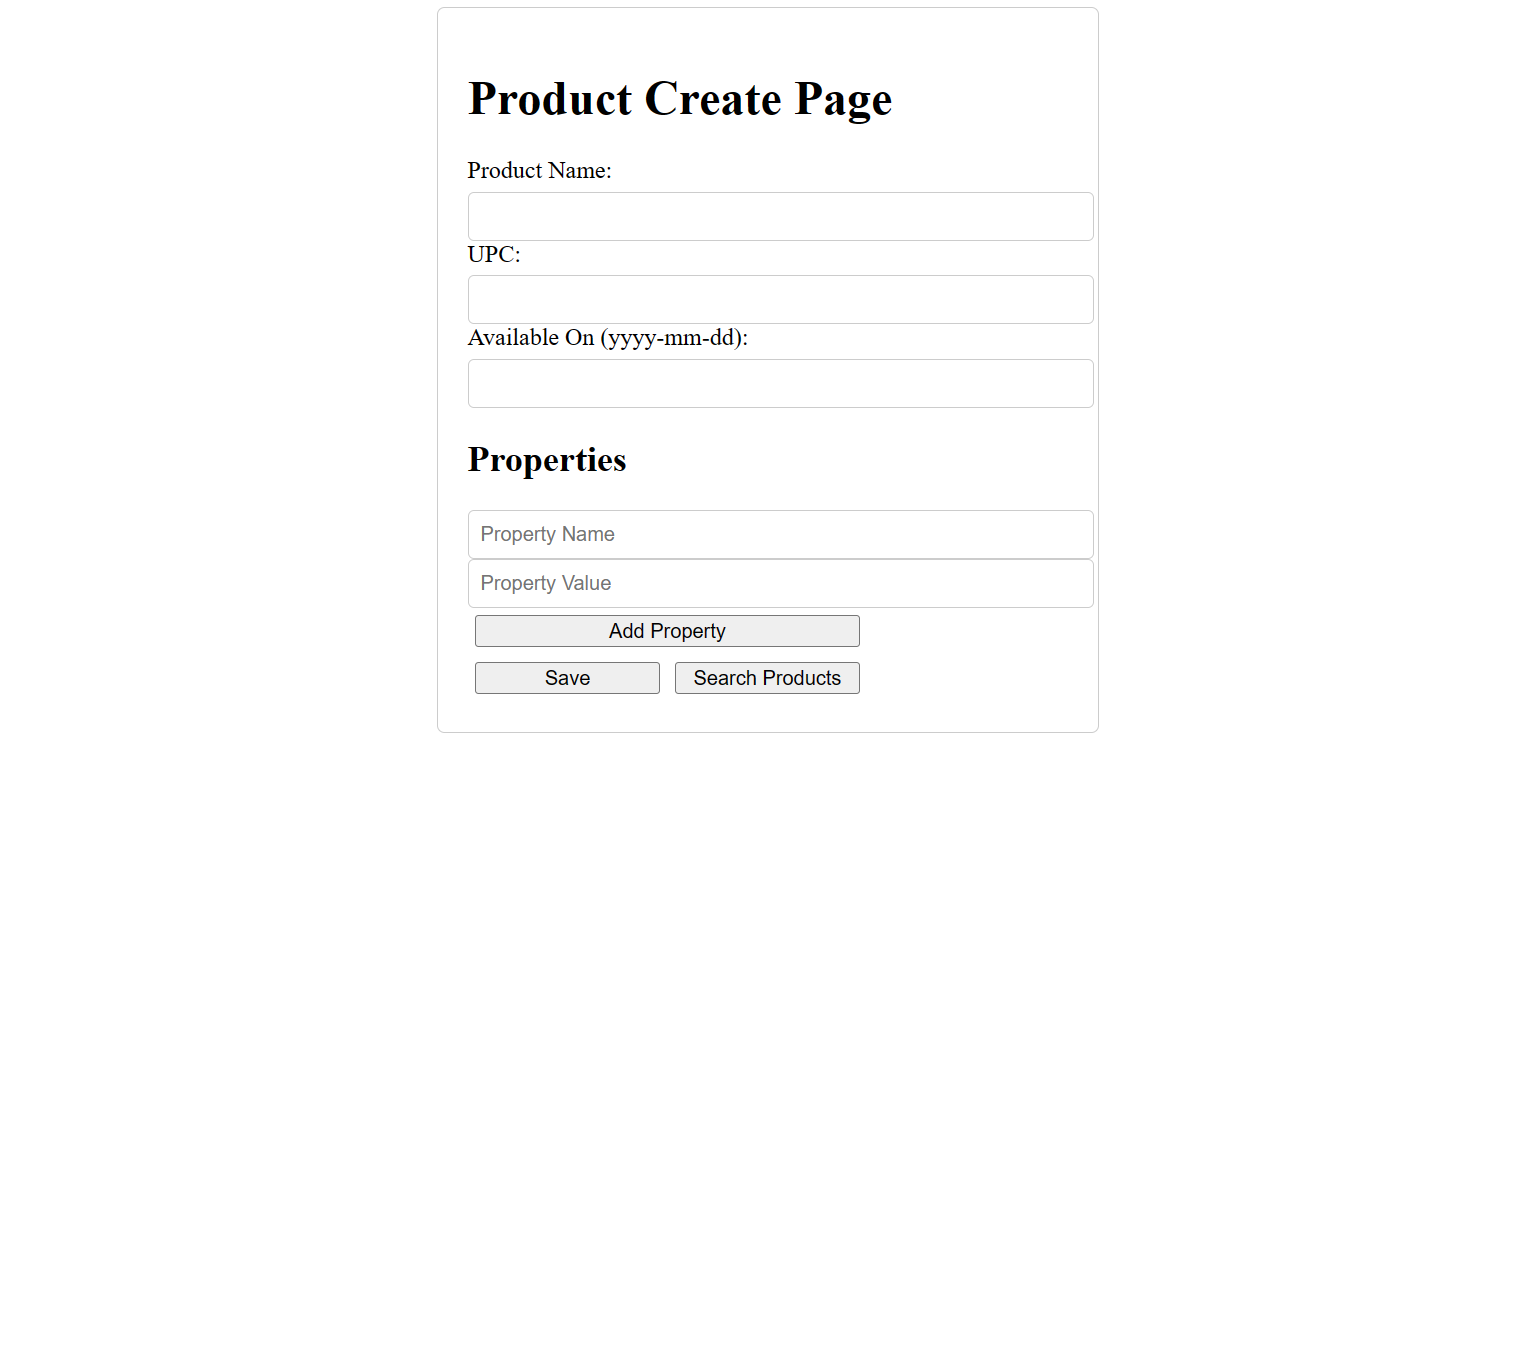 Product Create Page
Product Name:
UPC:
Available On (yyyy-mm-dd):
Properties
Property Name
Property Value
Add Property
Save Search Products